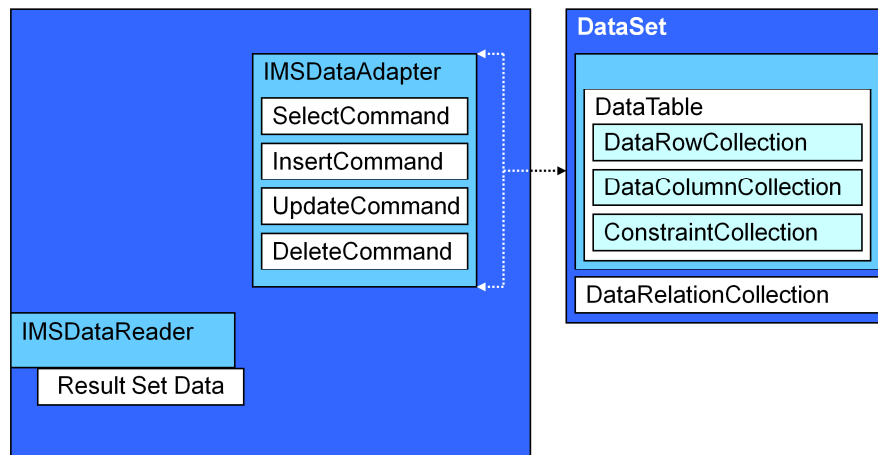 IMSDataAdapter
SelectCommand
InsertCommand
UpdateCommand
DeleteCommand
IMSDataReader
Result Set Data
DataSet
DataTable
DataRowCollection
DataColumnCollection
ConstraintCollection
DataRelationCollection